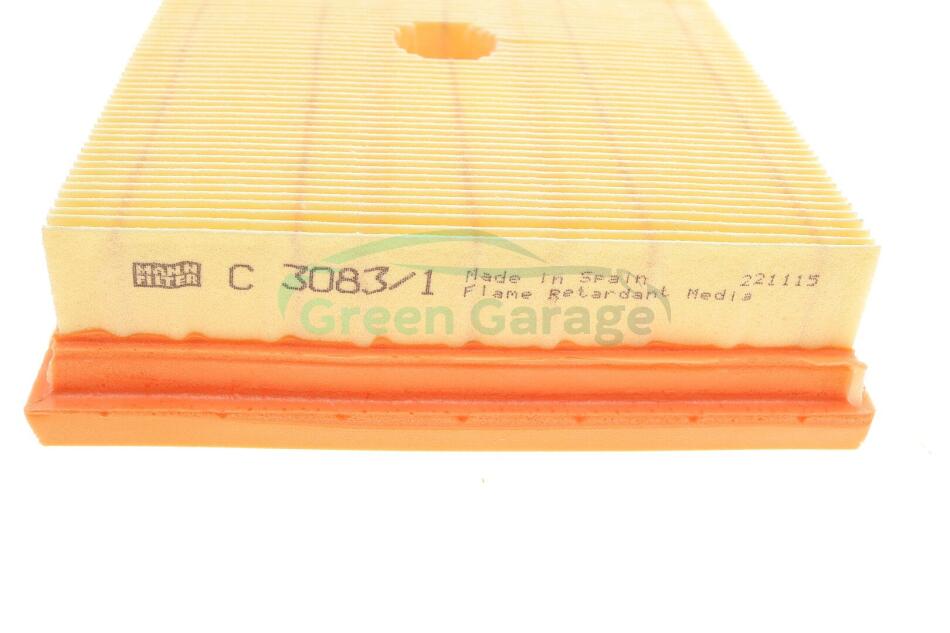 MANN
FILTER
C 3083/1
Made in Spain
Flame Retardant Media
221115
Green Garage